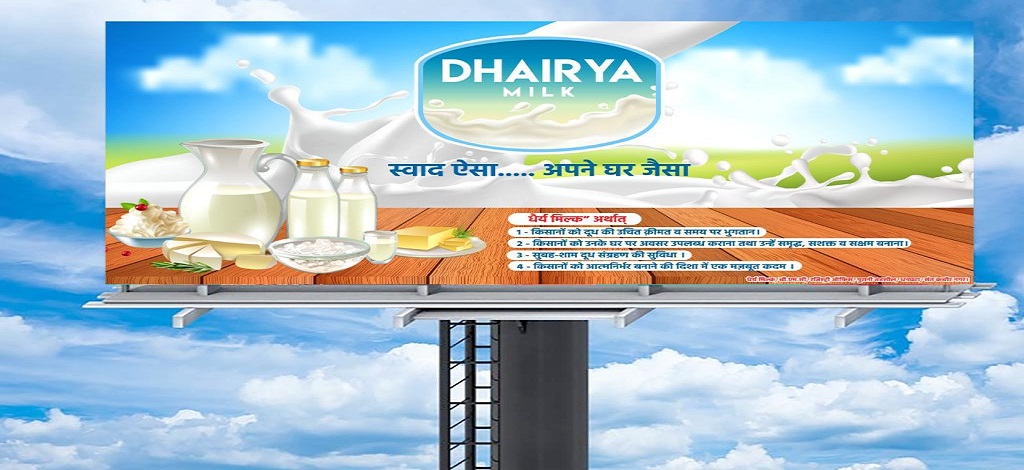 DHAIRYA
MILK
स्वाद ऐसा..... अपने घर जैसा
धैर्य मिल्क” अर्थात्
1 - किसानों को दूध की उचित क़ीमत व समय पर भुगतान।
2 - किसानों को उनके घर पर अवसर उपलब्ध कराना तथा उन्हें समृद्ध, सशक्त व सक्षम बनाना।
3 - सुबह-शाम दूध संग्रहण की सुविधा ।
4 - किसानों को आत्मनिर्भर बनाने की दिशा में एक मज़बूत कदम ।
धैर्य मिल्क